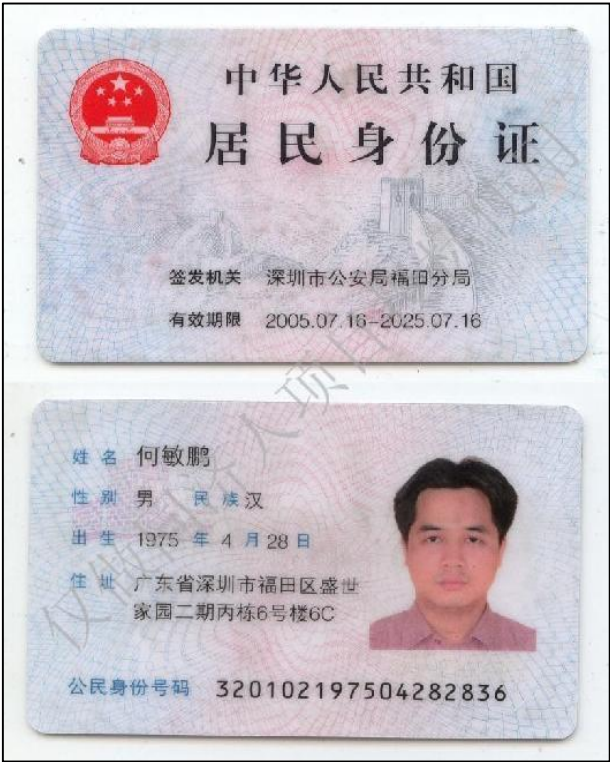 中华人民共和国
居民身份证
签发机关 深圳市公安局福田分局
有效期限 2005.07.16-2025.07.16
姓名 何敏鹏
性别 男 民族 汉
出生 1975 年 4 月 28 日
住址 广东省深圳市福田区盛世
家园二期丙栋6号楼6C
公民身份号码 320102197504282836